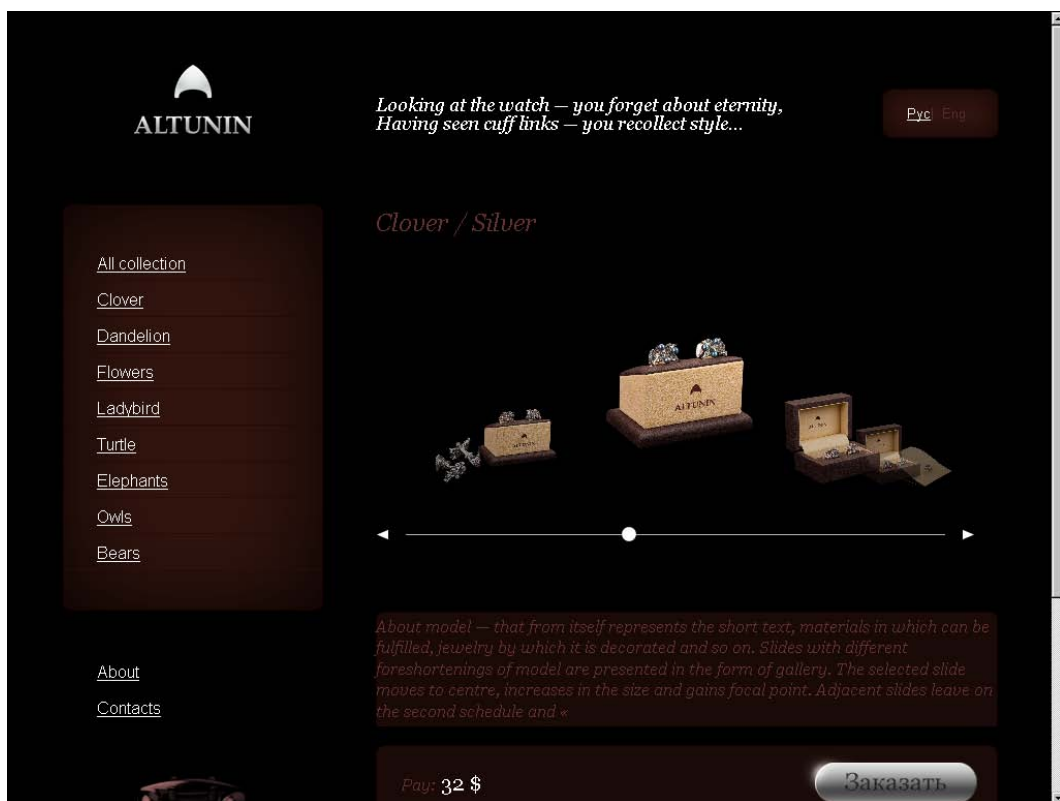 ALTUNIN
Looking at the watch — you forget about eternity,
Having seen cuff links — you recollect style...
Рус Eng
Clover / Silver
All collection
Clover
Dandelion
Flowers
Ladybird
Turtle
Elephants
Owls
Bears
ALTUNIN
ALTUNIN
About model — that from itself represents the short text, materials in which can be
fulfilled, jewelry by which it is decorated and so on. Slides with different
foreshortenings of model are presented in the form of gallery. The selected slide
moves to centre, increases in the size and gains focal point. Adjacent slides leave on
the second schedule and «
About
Contacts
Pay: 32 $
Заказать